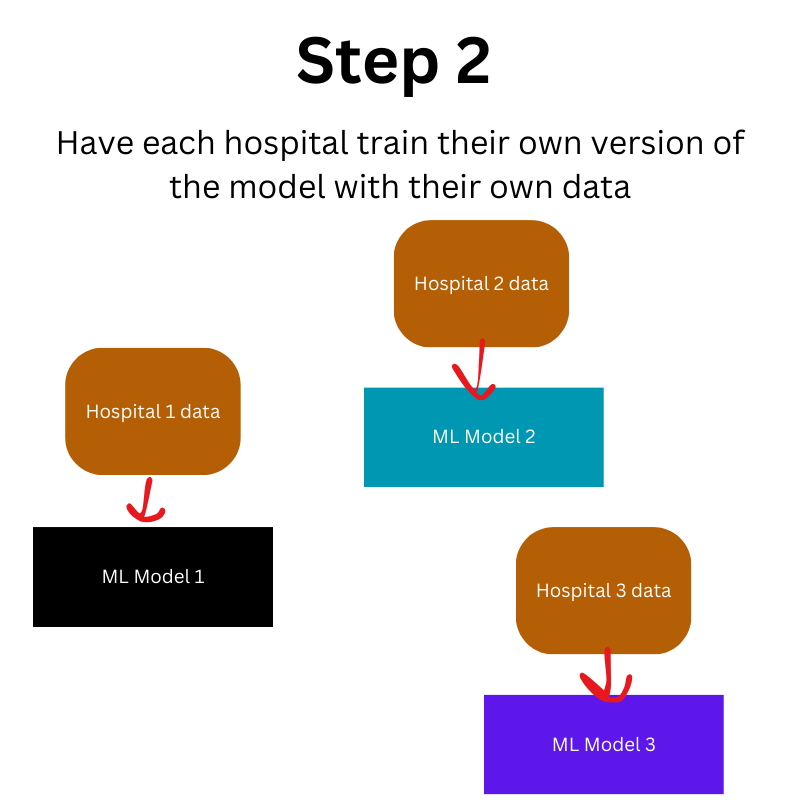 Step 2
Have each hospital train their own version of
the model with their own data
Hospital 2 data
Hospital 1 data
ML Model 2
ML Model 1
Hospital 3 data
ML Model 3